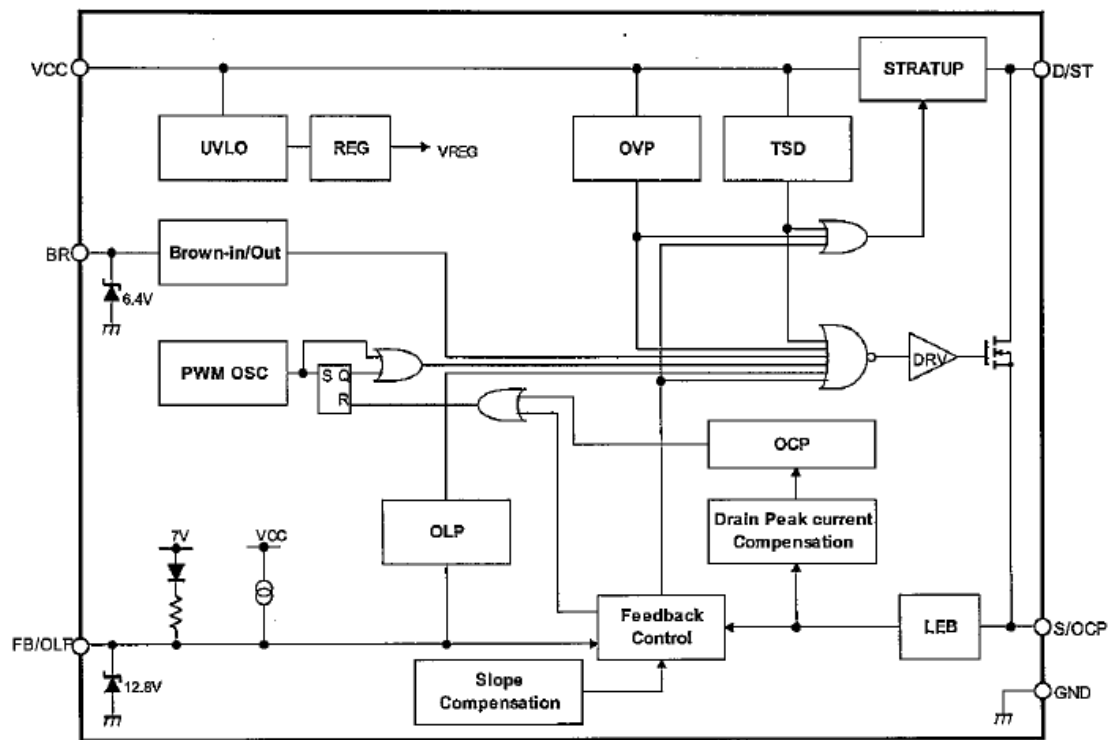 VCC
STRATUP
D/ST
UVLO
REG
VREG
OVP
TSD
BR
Brown-in/Out
6.4V
PWM OSC
S Q
R
DRV
OCP
OLP
Drain Peak current
Compensation
7V
VCC
Feedback
Control
LEB
FB/OLP
S/OCP
12.8V
Slope
Compensation
GND